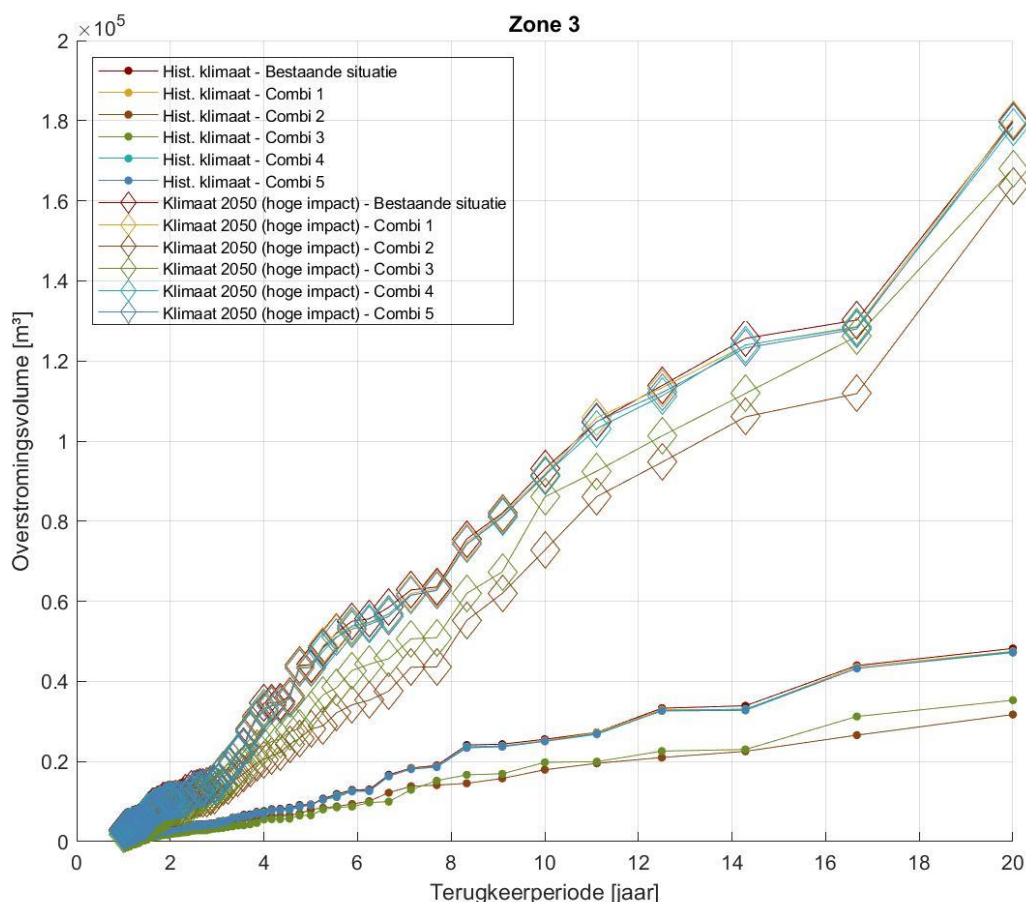 Zone 3
×10⁵
2
1.8
1.6
1.4
1.2
1
0.8
0.6
0.4
0.2
0
Overstromingsvolume [m³]
Hist. klimaat - Bestaande situatie
Hist. klimaat - Combi 1
Hist. klimaat - Combi 2
Hist. klimaat - Combi 3
Hist. klimaat - Combi 4
Hist. klimaat - Combi 5
Klimaat 2050 (hoge impact) - Bestaande situatie
Klimaat 2050 (hoge impact) - Combi 1
Klimaat 2050 (hoge impact) - Combi 2
Klimaat 2050 (hoge impact) - Combi 3
Klimaat 2050 (hoge impact) - Combi 4
Klimaat 2050 (hoge impact) - Combi 5
0 2 4 6 8 10 12 14 16 18 20
Terugkeerperiode [jaar]